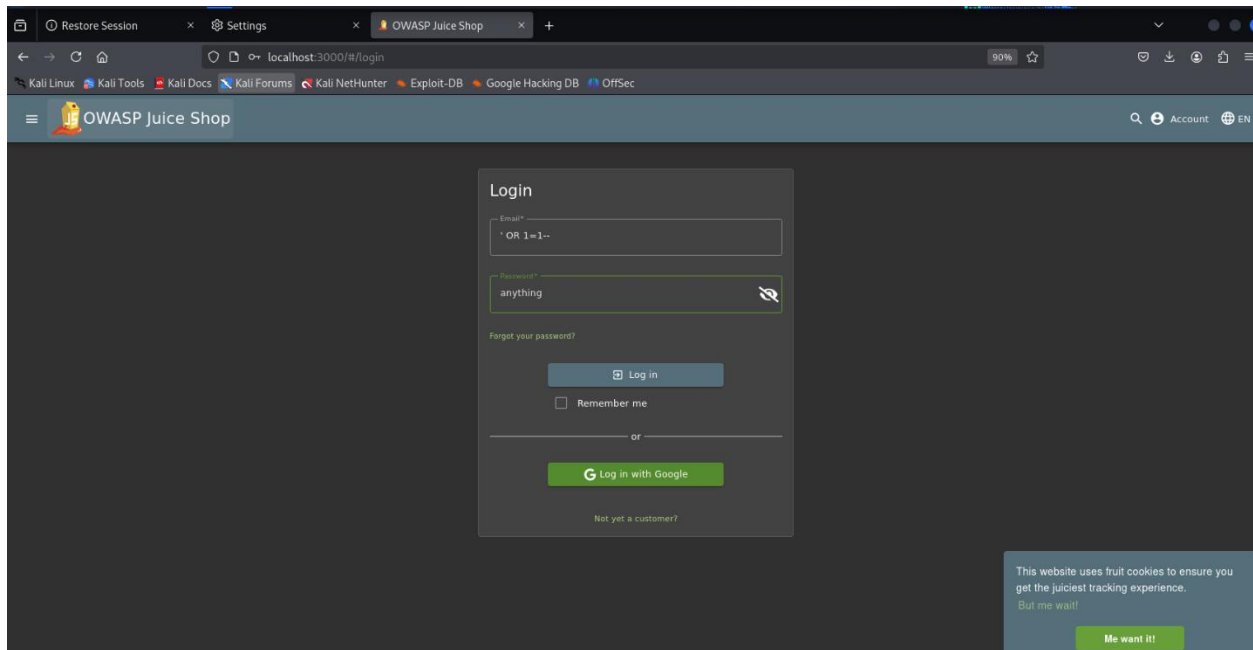 Restore Session Settings OWASP Juice Shop
localhost:3000/#/login 90%
Kali Linux Kali Tools Kali Docs Kali Forums Kali NetHunter Exploit-DB Google Hacking DB OffSec
JS OWASP Juice Shop Account EN
Login
Email*
' OR 1=1--
Password*
anything
Forgot your password?
Log in
Remember me
or
G Log in with Google
Not yet a customer?
This website uses fruit cookies to ensure you
get the juiciest tracking experience.
But me wait!
Me want it!